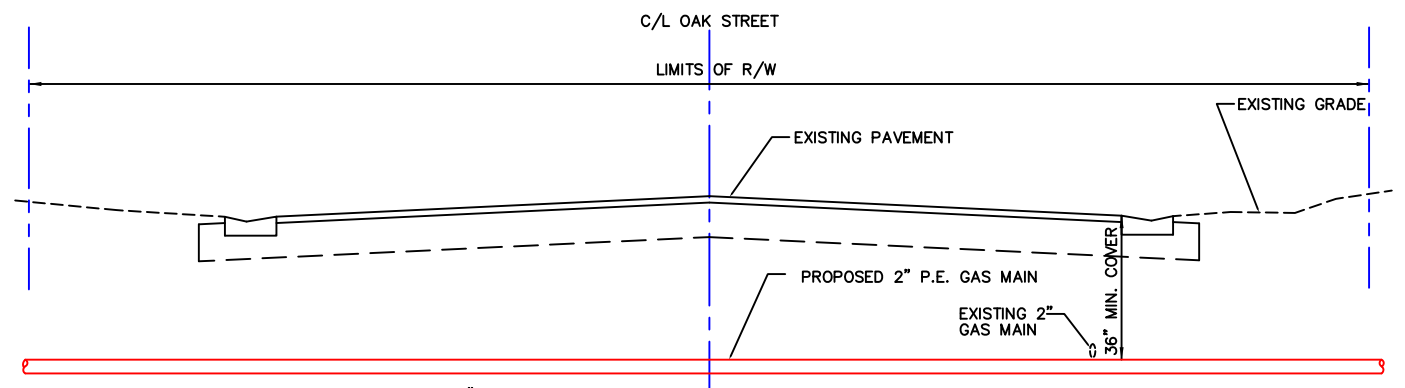 C/L OAK STREET
LIMITS OF R/W
EXISTING GRADE
EXISTING PAVEMENT
PROPOSED 2" P.E. GAS MAIN
EXISTING 2"
GAS MAIN
36" MIN. COVER